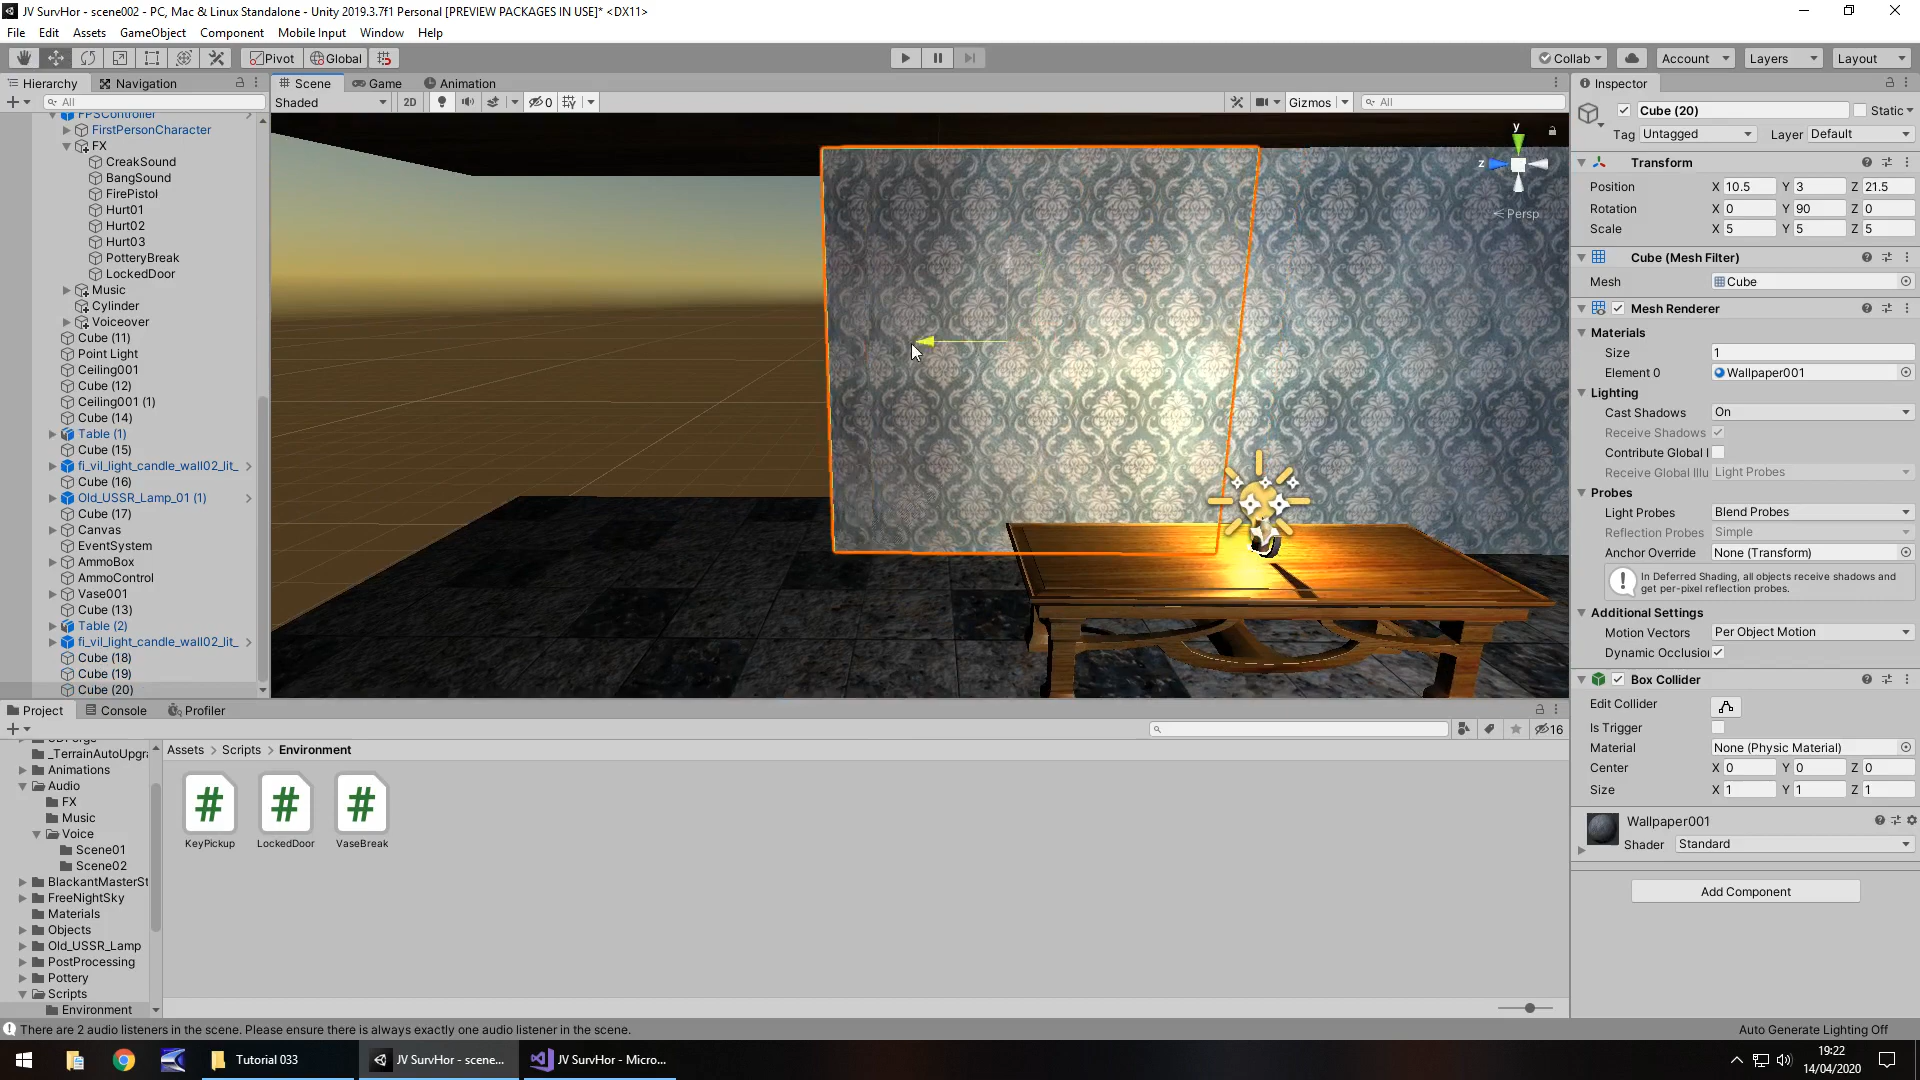 JV SurvHor - scene002 - PC, Mac & Linux Standalone - Unity 2019.3.7f1 Personal [PREVIEW PACKAGES IN USE]* <DX11>
File Edit Assets GameObject Component Mobile Input Window Help
Pivot Global Collab Account Layers Layout
Hierarchy Navigation Scene Game Animation Inspector
All Shaded 2D 0 Gizmos All
FPSController
FirstPersonCharacter
FX
CreakSound
BangSound
FirePistol
Hurt01
Hurt02
Hurt03
PotteryBreak
LockedDoor
Music
Cylinder
Voiceover
Cube (11)
Point Light
Ceiling001
Cube (12)
Ceiling001 (1)
Cube (14)
Table (1)
Cube (15)
fi_vil_light_candle_wall02_lit_
Cube (16)
Old_USSR_Lamp_01 (1)
Cube (17)
Canvas
EventSystem
AmmoBox
AmmoControl
Vase001
Cube (13)
Table (2)
fi_vil_light_candle_wall02_lit_
Cube (18)
Cube (19)
Cube (20)
y
z
Persp
Cube (20) Static
Tag Untagged Layer Default
Transform
Position X 10.5 Y 3 Z 21.5
Rotation X 0 Y 90 Z 0
Scale X 5 Y 5 Z 5
Cube (Mesh Filter)
Mesh Cube
Mesh Renderer
Materials
Size 1
Element 0 Wallpaper001
Lighting
Cast Shadows On
Receive Shadows
Contribute Global I
Receive Global Illu Light Probes
Probes
Light Probes Blend Probes
Reflection Probes Simple
Anchor Override None (Transform)
In Deferred Shading, all objects receive shadows and
get per-pixel reflection probes.
Additional Settings
Motion Vectors Per Object Motion
Dynamic Occlusio
Box Collider
Edit Collider
Is Trigger
Material None (Physic Material)
Center X 0 Y 0 Z 0
Size X 1 Y 1 Z 1
Wallpaper001
Shader Standard
Add Component
Project Console Profiler
16
_TerrainAutoUpgra
Animations
Audio
FX
Music
Voice
Scene01
Scene02
BlackantMasterSt
FreeNightSky
Materials
Objects
Old_USSR_Lamp
PostProcessing
Pottery
Scripts
Environment
Assets > Scripts > Environment
# # #
KeyPickup LockedDoor VaseBreak
There are 2 audio listeners in the scene. Please ensure there is always exactly one audio listener in the scene.
Auto Generate Lighting Off
Tutorial 033 JV SurvHor - scene... JV SurvHor - Micro...
19:22
14/04/2020